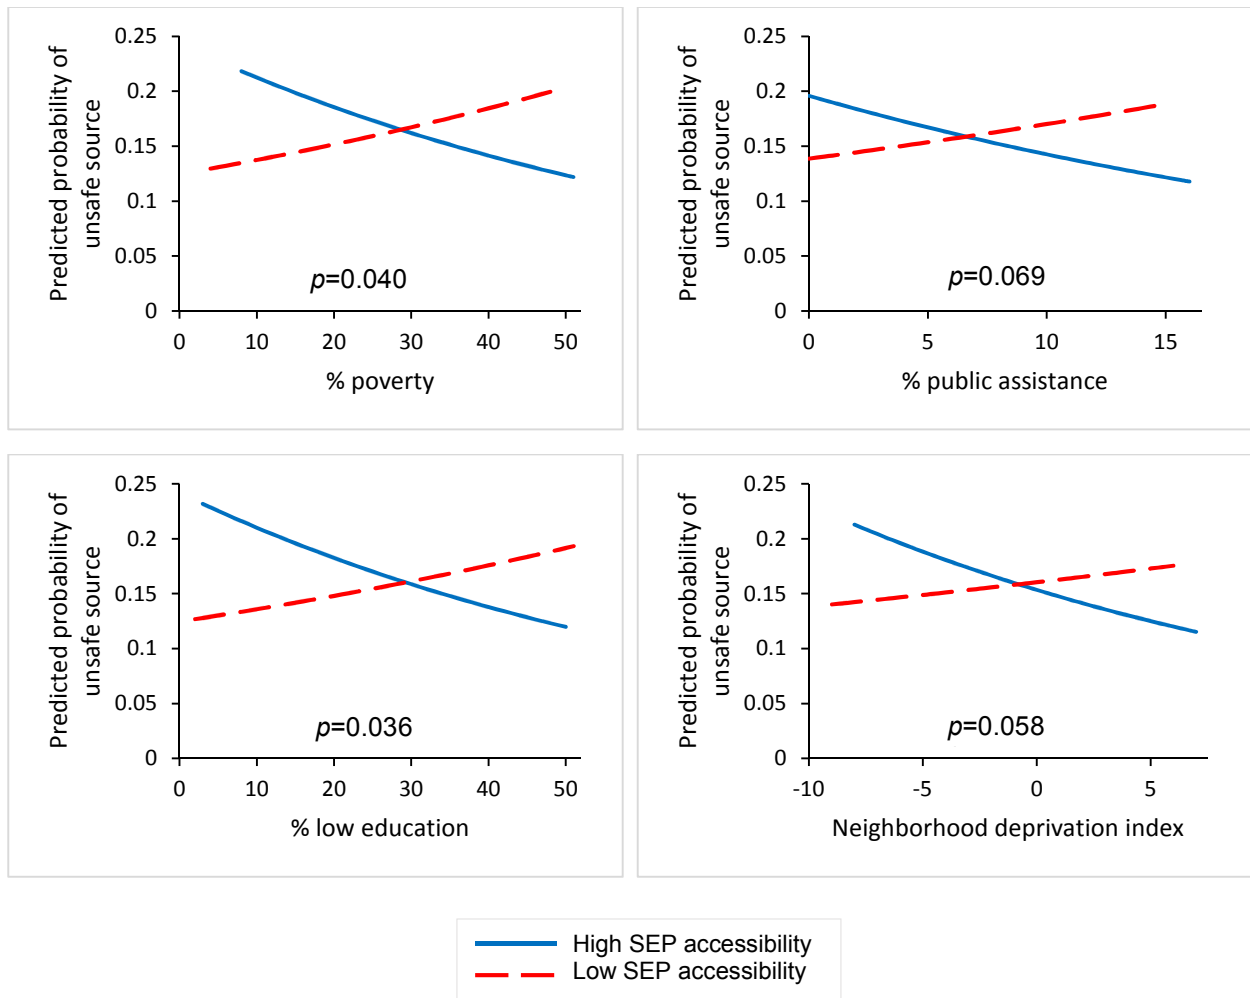 Predicted probability of
unsafe source
0.25
0.2
0.15
0.1
0.05
0
p=0.040
0 10 20 30 40 50
% poverty
Predicted probability of
unsafe source
0.25
0.2
0.15
0.1
0.05
0
p=0.069
0 5 10 15
% public assistance
Predicted probability of
unsafe source
0.25
0.2
0.15
0.1
0.05
0
p=0.036
0 10 20 30 40 50
% low education
Predicted probability of
unsafe source
0.25
0.2
0.15
0.1
0.05
0
p=0.058
-10 -5 0 5
Neighborhood deprivation index
High SEP accessibility
Low SEP accessibility